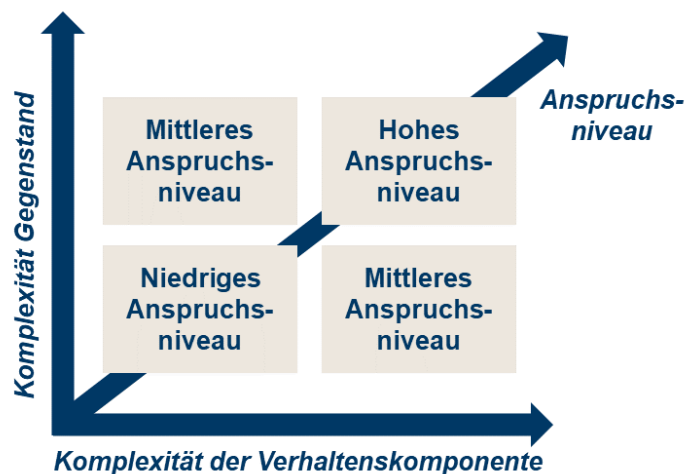 Komplexität Gegenstand
Mittleres
Anspruchs-
niveau
Hohes
Anspruchs-
niveau
Anspruchs-
niveau
Niedriges
Anspruchs-
niveau
Mittleres
Anspruchs-
niveau
Komplexität der Verhaltenskomponente